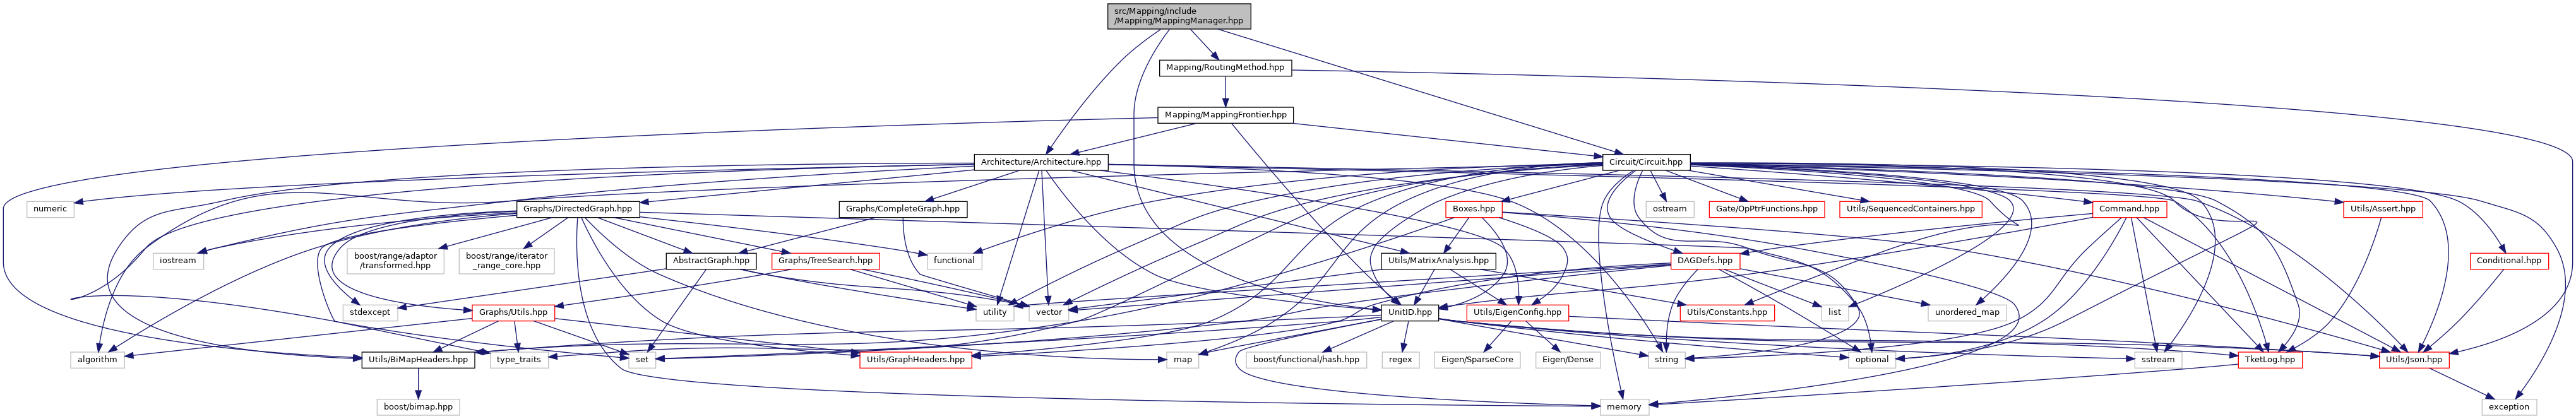 src/Mapping/include
/Mapping/MappingManager.hpp
Mapping/RoutingMethod.hpp
Mapping/MappingFrontier.hpp
Architecture/Architecture.hpp
Circuit/Circuit.hpp
numeric
Graphs/DirectedGraph.hpp
Graphs/CompleteGraph.hpp
Boxes.hpp
ostream
Gate/OpPtrFunctions.hpp
Utils/SequencedContainers.hpp
Command.hpp
Utils/Assert.hpp
iostream
boost/range/adaptor
/transformed.hpp
boost/range/iterator
_range_core.hpp
AbstractGraph.hpp
Graphs/TreeSearch.hpp
functional
Utils/MatrixAnalysis.hpp
DAGDefs.hpp
Conditional.hpp
stdexcept
Graphs/Utils.hpp
utility
vector
UnitID.hpp
Utils/EigenConfig.hpp
Utils/Constants.hpp
list
unordered_map
algorithm
Utils/BiMapHeaders.hpp
type_traits
set
Utils/GraphHeaders.hpp
map
boost/functional/hash.hpp
regex
Eigen/SparseCore
Eigen/Dense
string
optional
sstream
TketLog.hpp
Utils/Json.hpp
boost/bimap.hpp
memory
exception